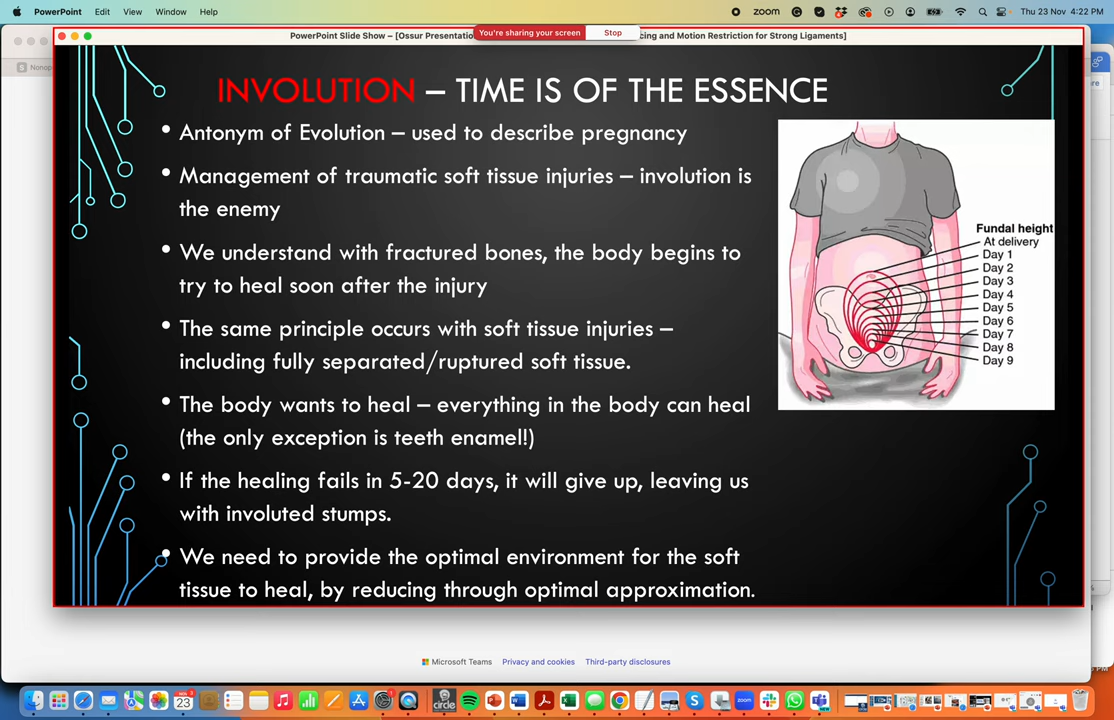 PowerPoint Edit View Window Help
zoom
Thu 23 Nov 4:22 PM
PowerPoint Slide Show – [Ossur Presentatio
You're sharing your screen
Stop
cing and Motion Restriction for Strong Ligaments]
Nonop
INVOLUTION – TIME IS OF THE ESSENCE
• Antonym of Evolution – used to describe pregnancy
• Management of traumatic soft tissue injuries – involution is
the enemy
• We understand with fractured bones, the body begins to
try to heal soon after the injury
• The same principle occurs with soft tissue injuries –
including fully separated/ruptured soft tissue.
• The body wants to heal – everything in the body can heal
(the only exception is teeth enamel!)
• If the healing fails in 5-20 days, it will give up, leaving us
with involuted stumps.
• We need to provide the optimal environment for the soft
tissue to heal, by reducing through optimal approximation.
Fundal height
At delivery
Day 1
Day 2
Day 3
Day 4
Day 5
Day 6
Day 7
Day 8
Day 9
Microsoft Teams Privacy and cookies Third-party disclosures
NOV
23
circle
zoom